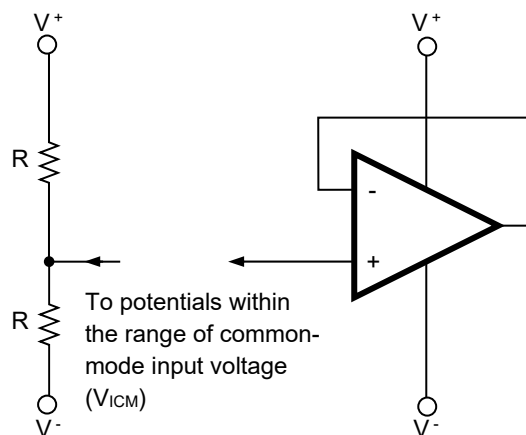 V+
V+
R
-
+
R
To potentials within
the range of common-
mode input voltage
(VICM)
V-
V-